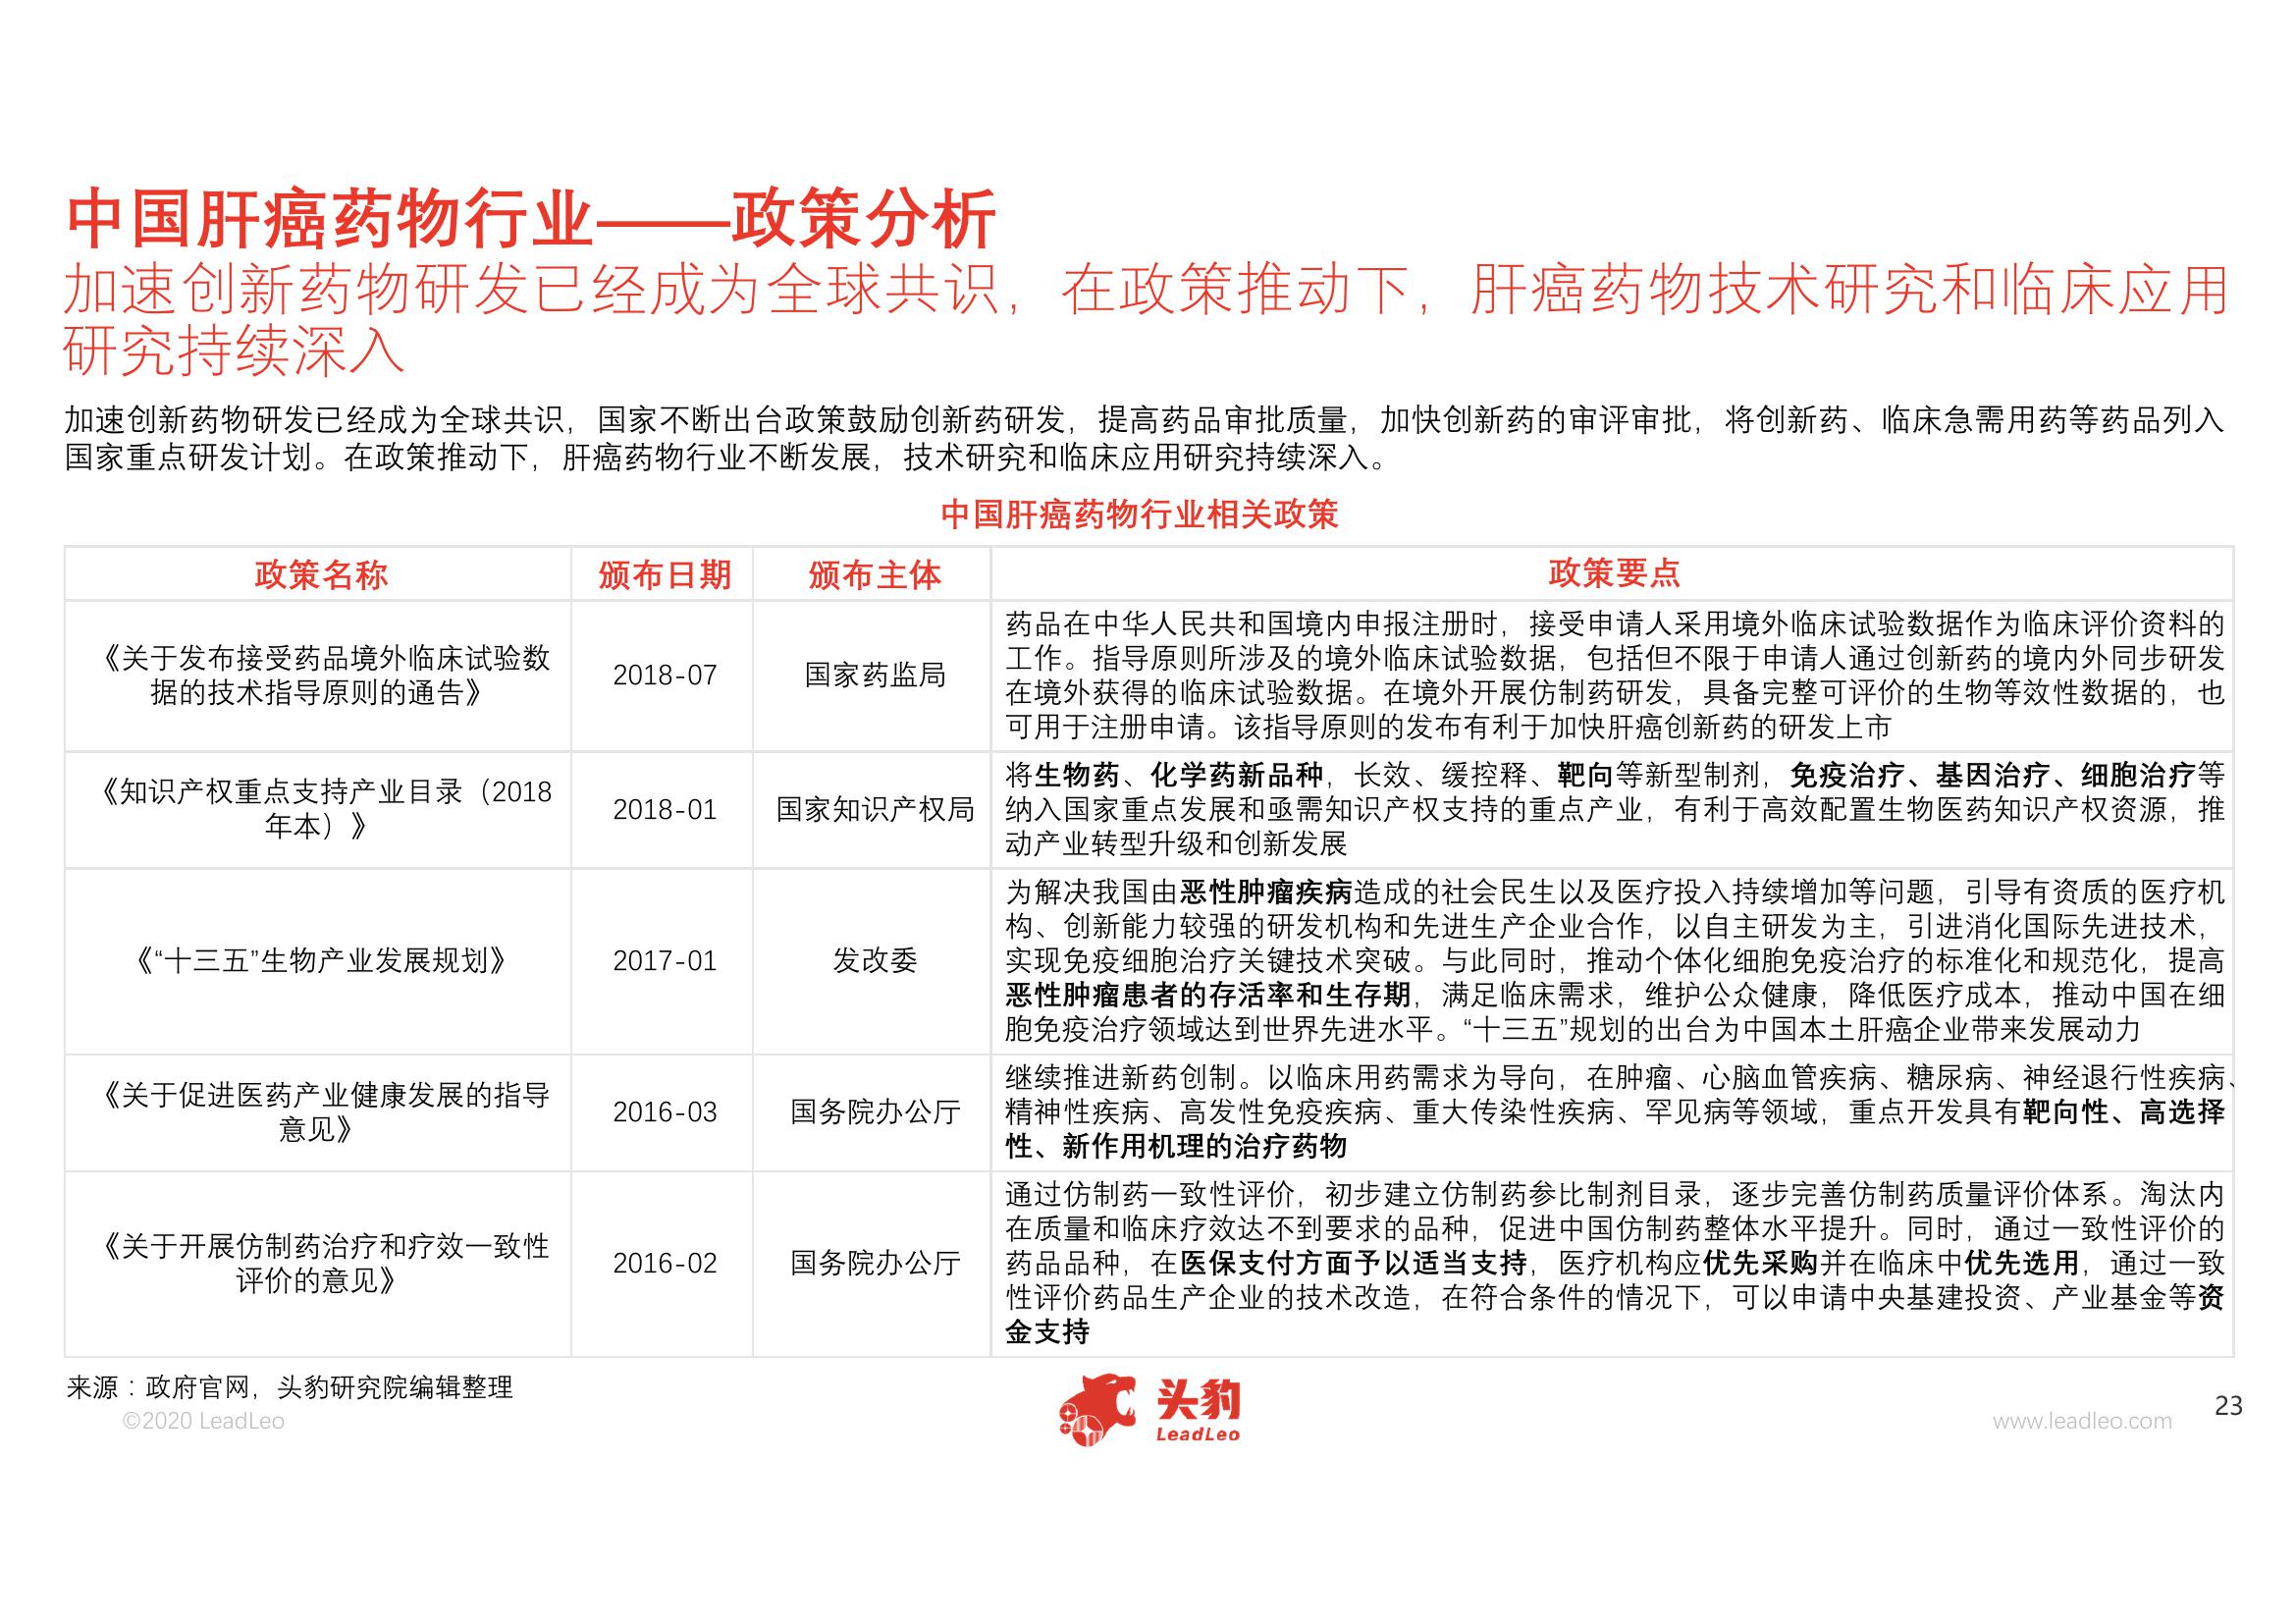 中国肝癌药物行业——政策分析
加速创新药物研发已经成为全球共识，在政策推动下，肝癌药物技术研究和临床应用
研究持续深入
加速创新药物研发已经成为全球共识，国家不断出台政策鼓励创新药研发，提高药品审批质量，加快创新药的审评审批，将创新药、临床急需用药等药品列入
国家重点研发计划。在政策推动下，肝癌药物行业不断发展，技术研究和临床应用研究持续深入。
中国肝癌药物行业相关政策
政策名称 颁布日期 颁布主体 政策要点
《关于发布接受药品境外临床试验数
据的技术指导原则的通告》
2018-07
国家药监局
药品在中华人民共和国境内申报注册时，接受申请人采用境外临床试验数据作为临床评价资料的
工作。指导原则所涉及的境外临床试验数据，包括但不限于申请人通过创新药的境内外同步研发
在境外获得的临床试验数据。在境外开展仿制药研发，具备完整可评价的生物等效性数据的，也
可用于注册申请。该指导原则的发布有利于加快肝癌创新药的研发上市
《知识产权重点支持产业目录（2018
年本）》
2018-01
国家知识产权局
将生物药、化学药新品种，长效、缓控释、靶向等新型制剂，免疫治疗、基因治疗、细胞治疗等
纳入国家重点发展和亟需知识产权支持的重点产业，有利于高效配置生物医药知识产权资源，推
动产业转型升级和创新发展
《“十三五”生物产业发展规划》
2017-01
发改委
为解决我国由恶性肿瘤疾病造成的社会民生以及医疗投入持续增加等问题，引导有资质的医疗机
构、创新能力较强的研发机构和先进生产企业合作，以自主研发为主，引进消化国际先进技术，
实现免疫细胞治疗关键技术突破。与此同时，推动个体化细胞免疫治疗的标准化和规范化，提高
恶性肿瘤患者的存活率和生存期，满足临床需求，维护公众健康，降低医疗成本，推动中国在细
胞免疫治疗领域达到世界先进水平。“十三五”规划的出台为中国本土肝癌企业带来发展动力
《关于促进医药产业健康发展的指导
意见》
2016-03
国务院办公厅
继续推进新药创制。以临床用药需求为导向，在肿瘤、心脑血管疾病、糖尿病、神经退行性疾病、
精神性疾病、高发性免疫疾病、重大传染性疾病、罕见病等领域，重点开发具有靶向性、高选择
性、新作用机理的治疗药物
《关于开展仿制药治疗和疗效一致性
评价的意见》
2016-02
国务院办公厅
通过仿制药一致性评价，初步建立仿制药参比制剂目录，逐步完善仿制药质量评价体系。淘汰内
在质量和临床疗效达不到要求的品种，促进中国仿制药整体水平提升。同时，通过一致性评价的
药品品种，在医保支付方面予以适当支持，医疗机构应优先采购并在临床中优先选用，通过一致
性评价药品生产企业的技术改造，在符合条件的情况下，可以申请中央基建投资、产业基金等资
金支持
来源：政府官网，头豹研究院编辑整理
©2020 LeadLeo
头豹
LeadLeo
www.leadleo.com
23